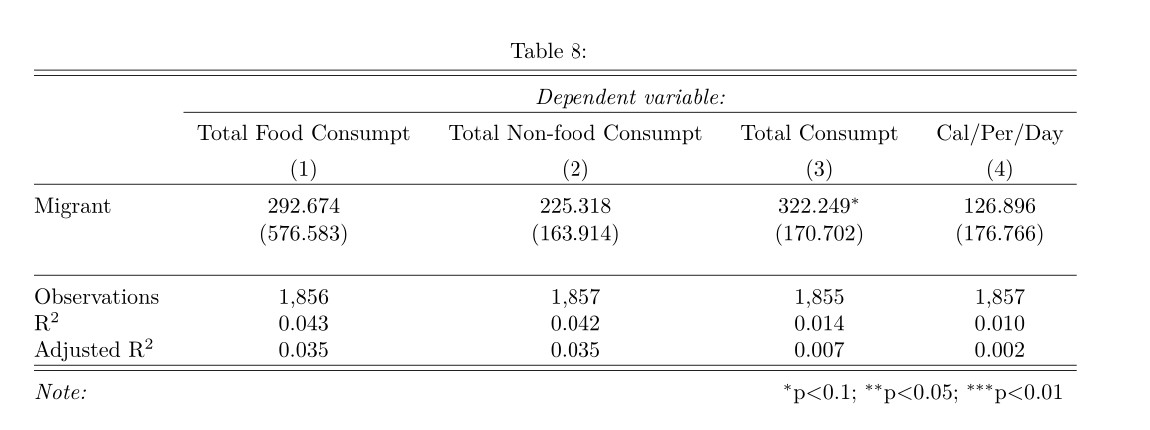 Table 8:
Dependent variable:
Total Food Consumpt Total Non-food Consumpt Total Consumpt Cal/Per/Day
(1) (2) (3) (4)
Migrant 292.674 225.318 322.249* 126.896
(576.583) (163.914) (170.702) (176.766)
Observations 1,856 1,857 1,855 1,857
R² 0.043 0.042 0.014 0.010
Adjusted R² 0.035 0.035 0.007 0.002
Note: *p<0.1; **p<0.05; ***p<0.01